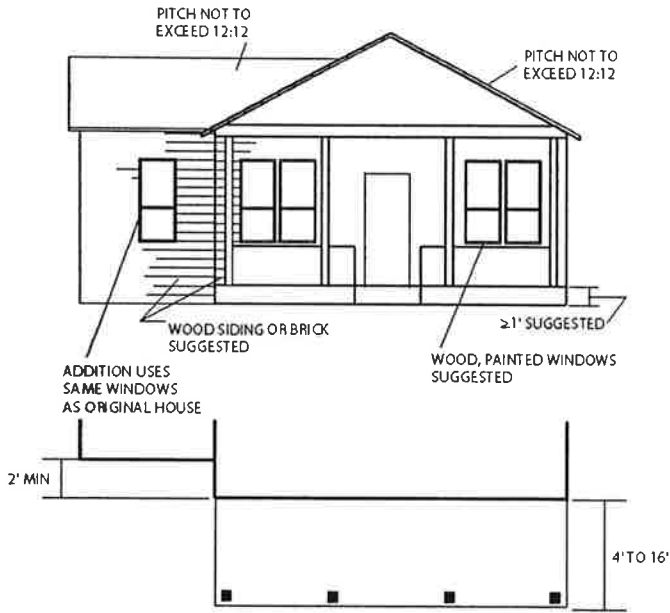 PITCH NOT TO
EXCEED 12:12
PITCH NOT TO
EXCEED 12:12
WOOD SIDING OR BRICK
SUGGESTED
≥1' SUGGESTED
WOOD, PAINTED WINDOWS
SUGGESTED
ADDITION USES
SAME WINDOWS
AS ORIGINAL HOUSE
2' MIN
4' TO 16'